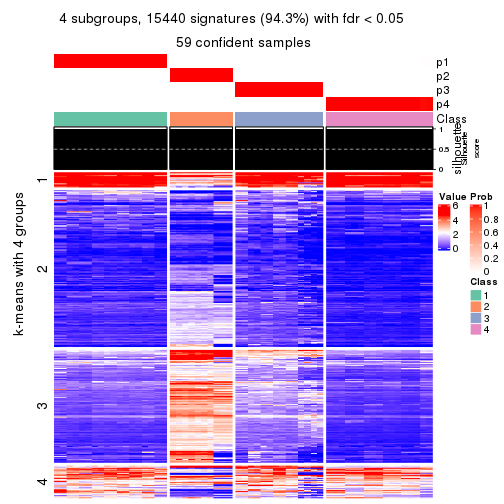 4 subgroups, 15440 signatures (94.3%) with fdr < 0.05
59 confident samples
p1
p2
p3
p4
Class
silhouette
Silhouette
score
1
0.5
0
k-means with 4 groups
1
2
3
4
Value
6
4
2
0
Prob
1
0.8
0.6
0.4
0.2
0
Class
1
2
3
4